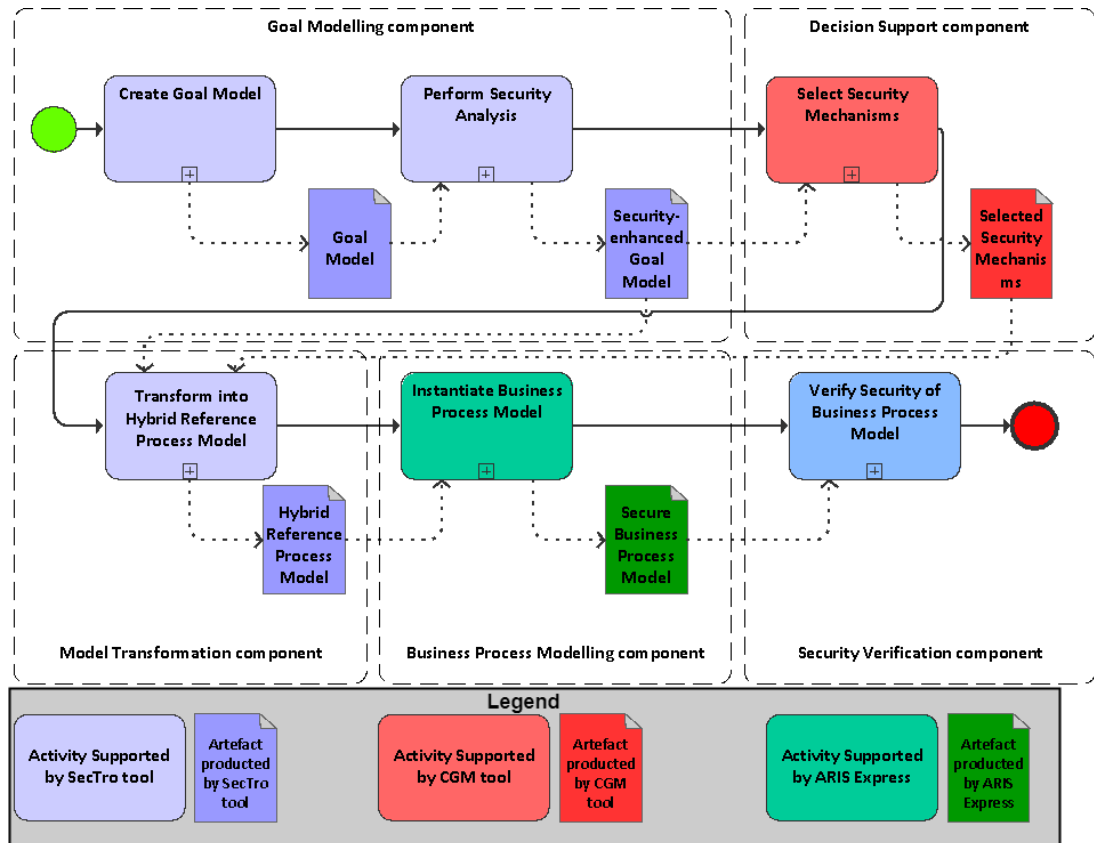 Goal Modelling component
Decision Support component
Create Goal Model
Perform Security
Analysis
Select Security
Mechanisms
Goal
Model
Security-
enhanced
Goal
Model
Selected
Security
Mechanis
ms
Transform into
Hybrid Reference
Process Model
Instantiate Business
Process Model
Verify Security of
Business Process
Model
Hybrid
Reference
Process
Model
Secure
Business
Process
Model
Model Transformation component
Business Process Modelling component
Security Verification component
Legend
Activity Supported
by SecTro tool
Artefact
producted
by SecTro
tool
Activity Supported
by CGM tool
Artefact
producted
by CGM
tool
Activity Supported
by ARIS Express
Artefact
producted
by ARIS
Express